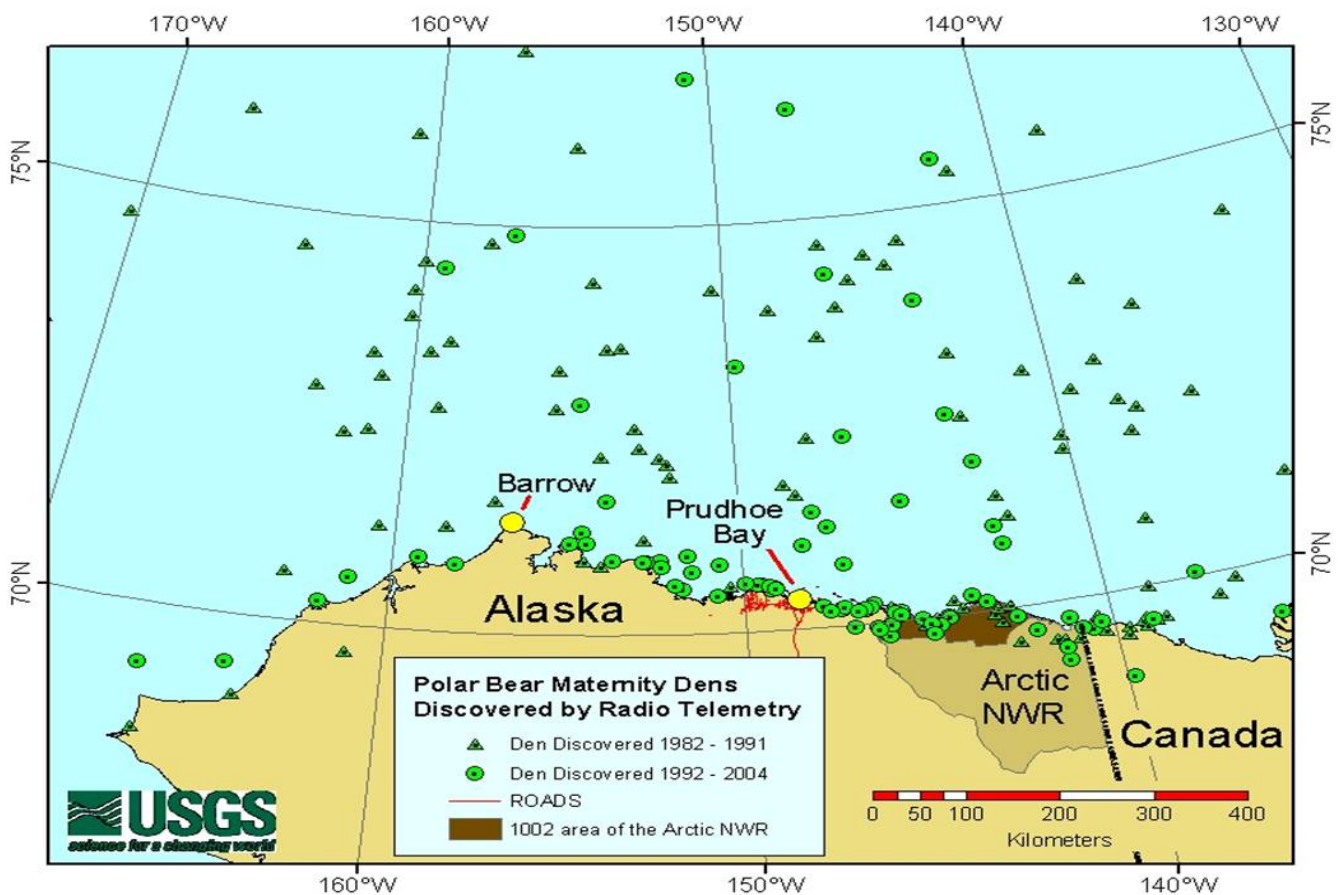 170°W
160°W
150°W
140°W
130°W
75°N
75°N
Barrow
Prudhoe
Bay
70°N
70°N
Alaska
Arctic
NWR
Canada
Polar Bear Maternity Dens
Discovered by Radio Telemetry
Den Discovered 1982 - 1991
Den Discovered 1992 - 2004
ROADS
1002 area of the Arctic NWR
USGS
science for a changing world
0 50 100 200 300 400
Kilometers
160°W
150°W
140°W